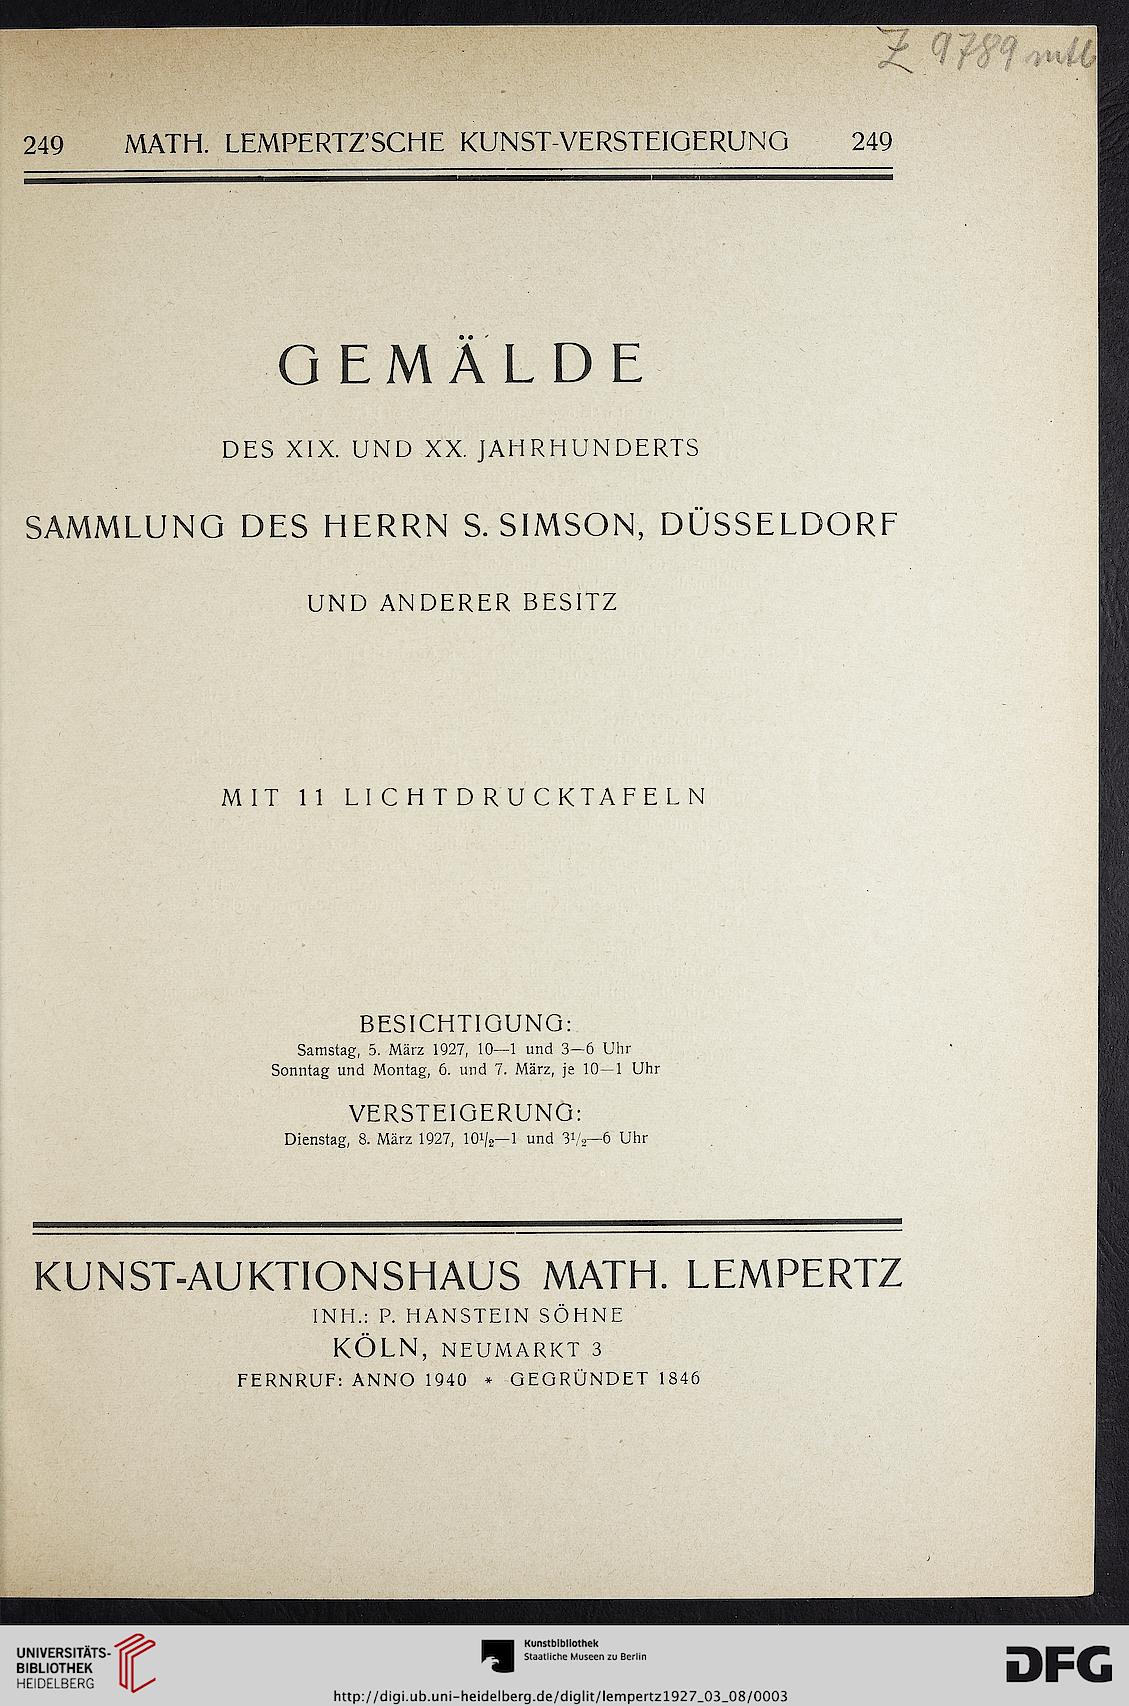 Z 9789 mtl
249 MATH. LEMPERTZ'SCHE KUNST-VERSTEIGERUNG 249
GEMÄLDE
DES XIX. UND XX. JAHRHUNDERTS
SAMMLUNG DES HERRN S. SIMSON, DÜSSELDORF
UND ANDERER BESITZ
MIT 11 LICHTDRUCKTAFELN
BESICHTIGUNG:
Samstag, 5. März 1927, 10—1 und 3—6 Uhr
Sonntag und Montag, 6. und 7. März, je 10—1 Uhr
VERSTEIGERUNG:
Dienstag, 8. März 1927, 10¹/₂—1 und 3¹/₂—6 Uhr
KUNST-AUKTIONSHAUS MATH. LEMPERTZ
INH.: P. HANSTEIN SÖHNE
KÖLN, NEUMARKT 3
FERNRUF: ANNO 1940 * GEGRÜNDET 1846
UNIVERSITÄTS-
BIBLIOTHEK
HEIDELBERG
Kunstbibliothek
Staatliche Museen zu Berlin
DFG
http://digi.ub.uni-heidelberg.de/diglit/lempertz1927_03_08/0003